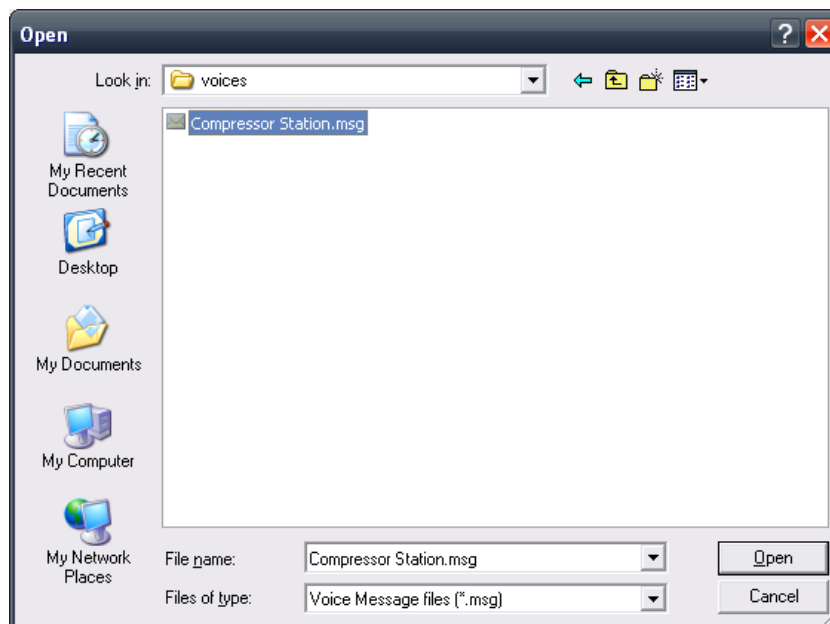 Open
Look in:
voices
Compressor Station.msg
My Recent
Documents
Desktop
My Documents
My Computer
My Network
Places
File name:
Compressor Station.msg
Open
Files of type:
Voice Message files (*.msg)
Cancel